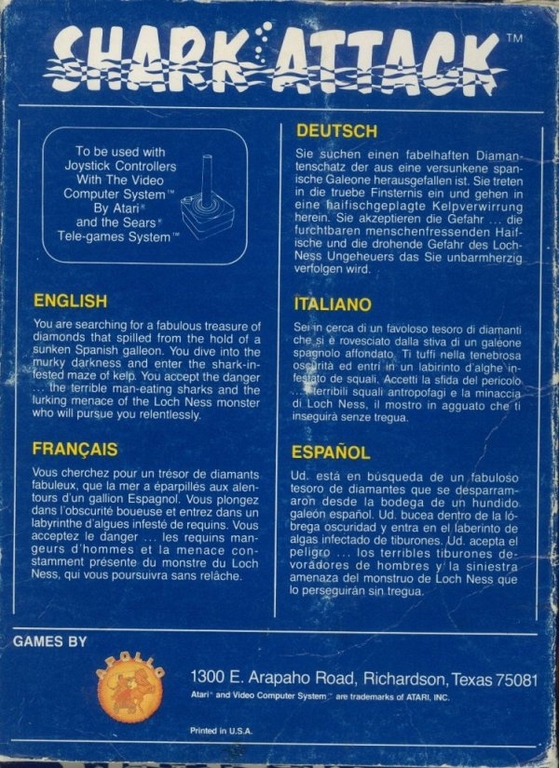 SHARK ATTACK™
To be used with
Joystick Controllers
With The Video
Computer System™
By Atari®
and the Sears®
Tele-games System™
ENGLISH
You are searching for a fabulous treasure of
diamonds that spilled from the hold of a
sunken Spanish galleon. You dive into the
murky darkness and enter the shark-in-
fested maze of kelp. You accept the danger
... the terrible man-eating sharks and the
lurking menace of the Loch Ness monster
who will pursue you relentlessly.
FRANÇAIS
Vous cherchez pour un trésor de diamants
fabuleux, que la mer a éparpillés aux alen-
tours d'un gallion Espagnol. Vous plongez
dans l'obscurité boueuse et entrez dans un
labyrinthe d'algues infesté de requins. Vous
acceptez le danger ... les requins man-
geurs d'hommes et la menace con-
stamment présente du monstre du Loch
Ness, qui vous poursuivra sans relâche.
DEUTSCH
Sie suchen einen fabelhaften Diaman-
tenschatz der aus eine versunkene span-
ische Galeone herausgefallen ist. Sie treten
in die truebe Finsternis ein und gehen in
eine haifischgeplagte Kelpverwirrung
herein. Sie akzeptieren die Gefahr ... die
furchtbaren menschenfressenden Haif-
ische und die drohende Gefahr des Loch-
Ness Ungeheuers das Sie unbarmherzig
verfolgen wird.
ITALIANO
Sei in cerca di un favoloso tesoro di diamanti
che si è rovesciato dalla stiva di un galeone
spagnolo affondato. Ti tuffi nella tenebrosa
oscurità ed entri in un labirinto d'alghe in-
festato de squali. Accetti la sfida del pericolo
... i terribili squali antropofagi e la minaccia
di Loch Ness, il mostro in agguato che ti
inseguirà senze tregua.
ESPAÑOL
Ud. está en búsqueda de un fabuloso
tesoro de diamantes que se desparram-
aron desde la bodega de un hundido
galeón español. Ud. bucea dentro de la ló-
brega oscuridad y entra en el laberinto de
algas infectado de tiburones. Ud. acepta el
peligro ... los terribles tiburones de-
voradores de hombres y la siniestra
amenaza del monstruo de Loch Ness que
lo perseguirán sin tregua.
GAMES BY
APOLLO
1300 E. Arapaho Road, Richardson, Texas 75081
Atari® and Video Computer System™ are trademarks of ATARI, INC.
Printed in U.S.A.